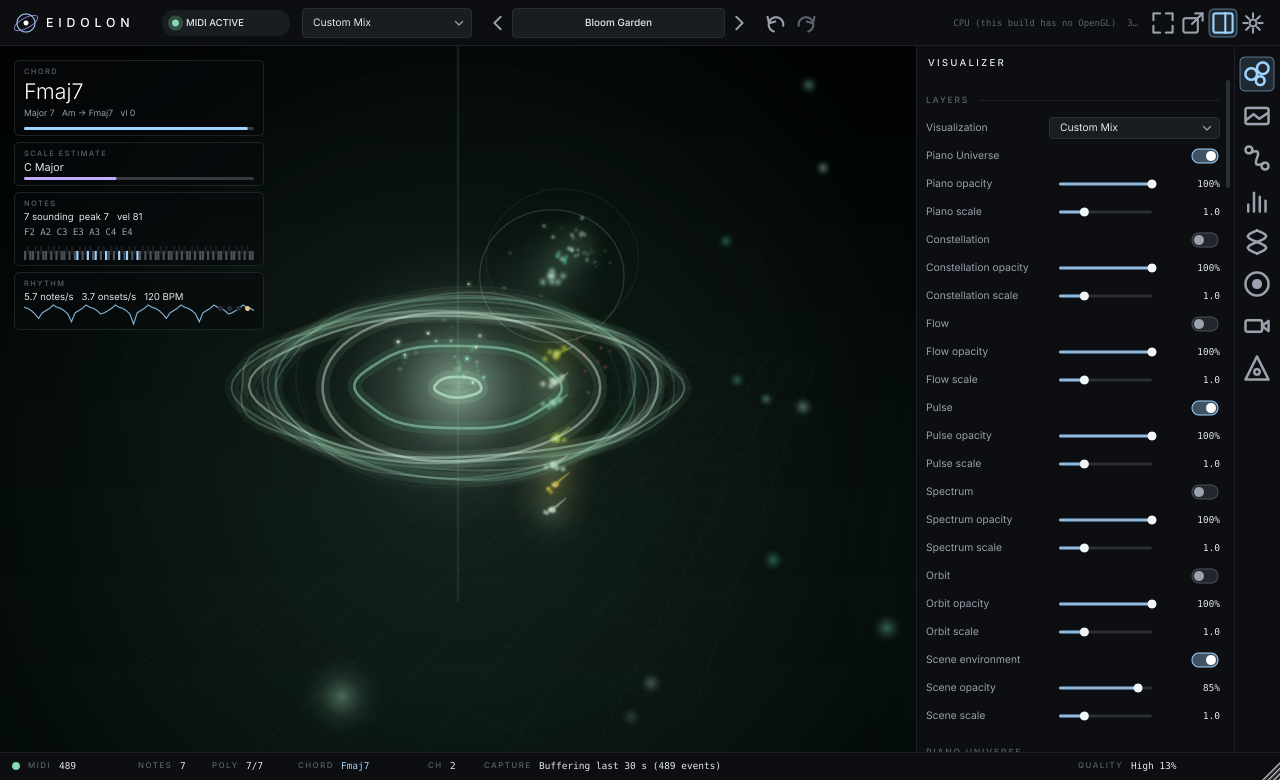 EIDOLON
MIDI ACTIVE
Custom Mix
Bloom Garden
CPU (this build has no OpenGL) 3…
CHORD
Fmaj7
Major 7 Am → Fmaj7 vl 0
SCALE ESTIMATE
C Major
NOTES
7 sounding peak 7 vel 81
F2 A2 C3 E3 A3 C4 E4
RHYTHM
5.7 notes/s 3.7 onsets/s 120 BPM
VISUALIZER
LAYERS
Visualization Custom Mix
Piano Universe
Piano opacity 100%
Piano scale 1.0
Constellation
Constellation opacity 100%
Constellation scale 1.0
Flow
Flow opacity 100%
Flow scale 1.0
Pulse
Pulse opacity 100%
Pulse scale 1.0
Spectrum
Spectrum opacity 100%
Spectrum scale 1.0
Orbit
Orbit opacity 100%
Orbit scale 1.0
Scene environment
Scene opacity 85%
Scene scale 1.0
PIANO UNIVERSE
MIDI 489 NOTES 7 POLY 7/7 CHORD Fmaj7 CH 2 CAPTURE Buffering last 30 s (489 events) QUALITY High 13%